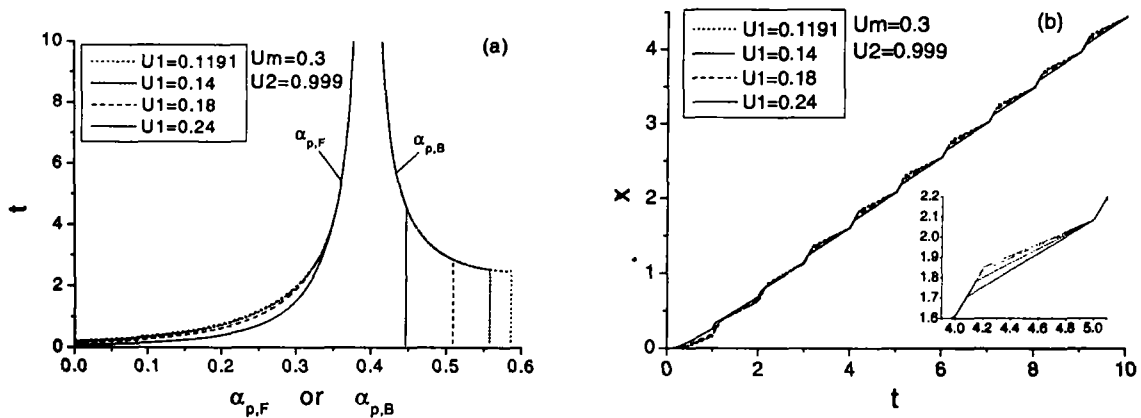 (a)
U1=0.1191
U1=0.14
U1=0.18
U1=0.24
Um=0.3
U2=0.999
α p,F
α p,B
10
8
6
4
2
0
t
0.0 0.1 0.2 0.3 0.4 0.5 0.6
α p,F or α p,B
(b)
U1=0.1191
U1=0.14
U1=0.18
U1=0.24
Um=0.3
U2=0.999
4
3
2
1
0
x
0 2 4 6 8 10
t
2.2
2.1
2.0
1.9
1.8
1.7
1.6
4.0 4.2 4.4 4.6 4.8 5.0